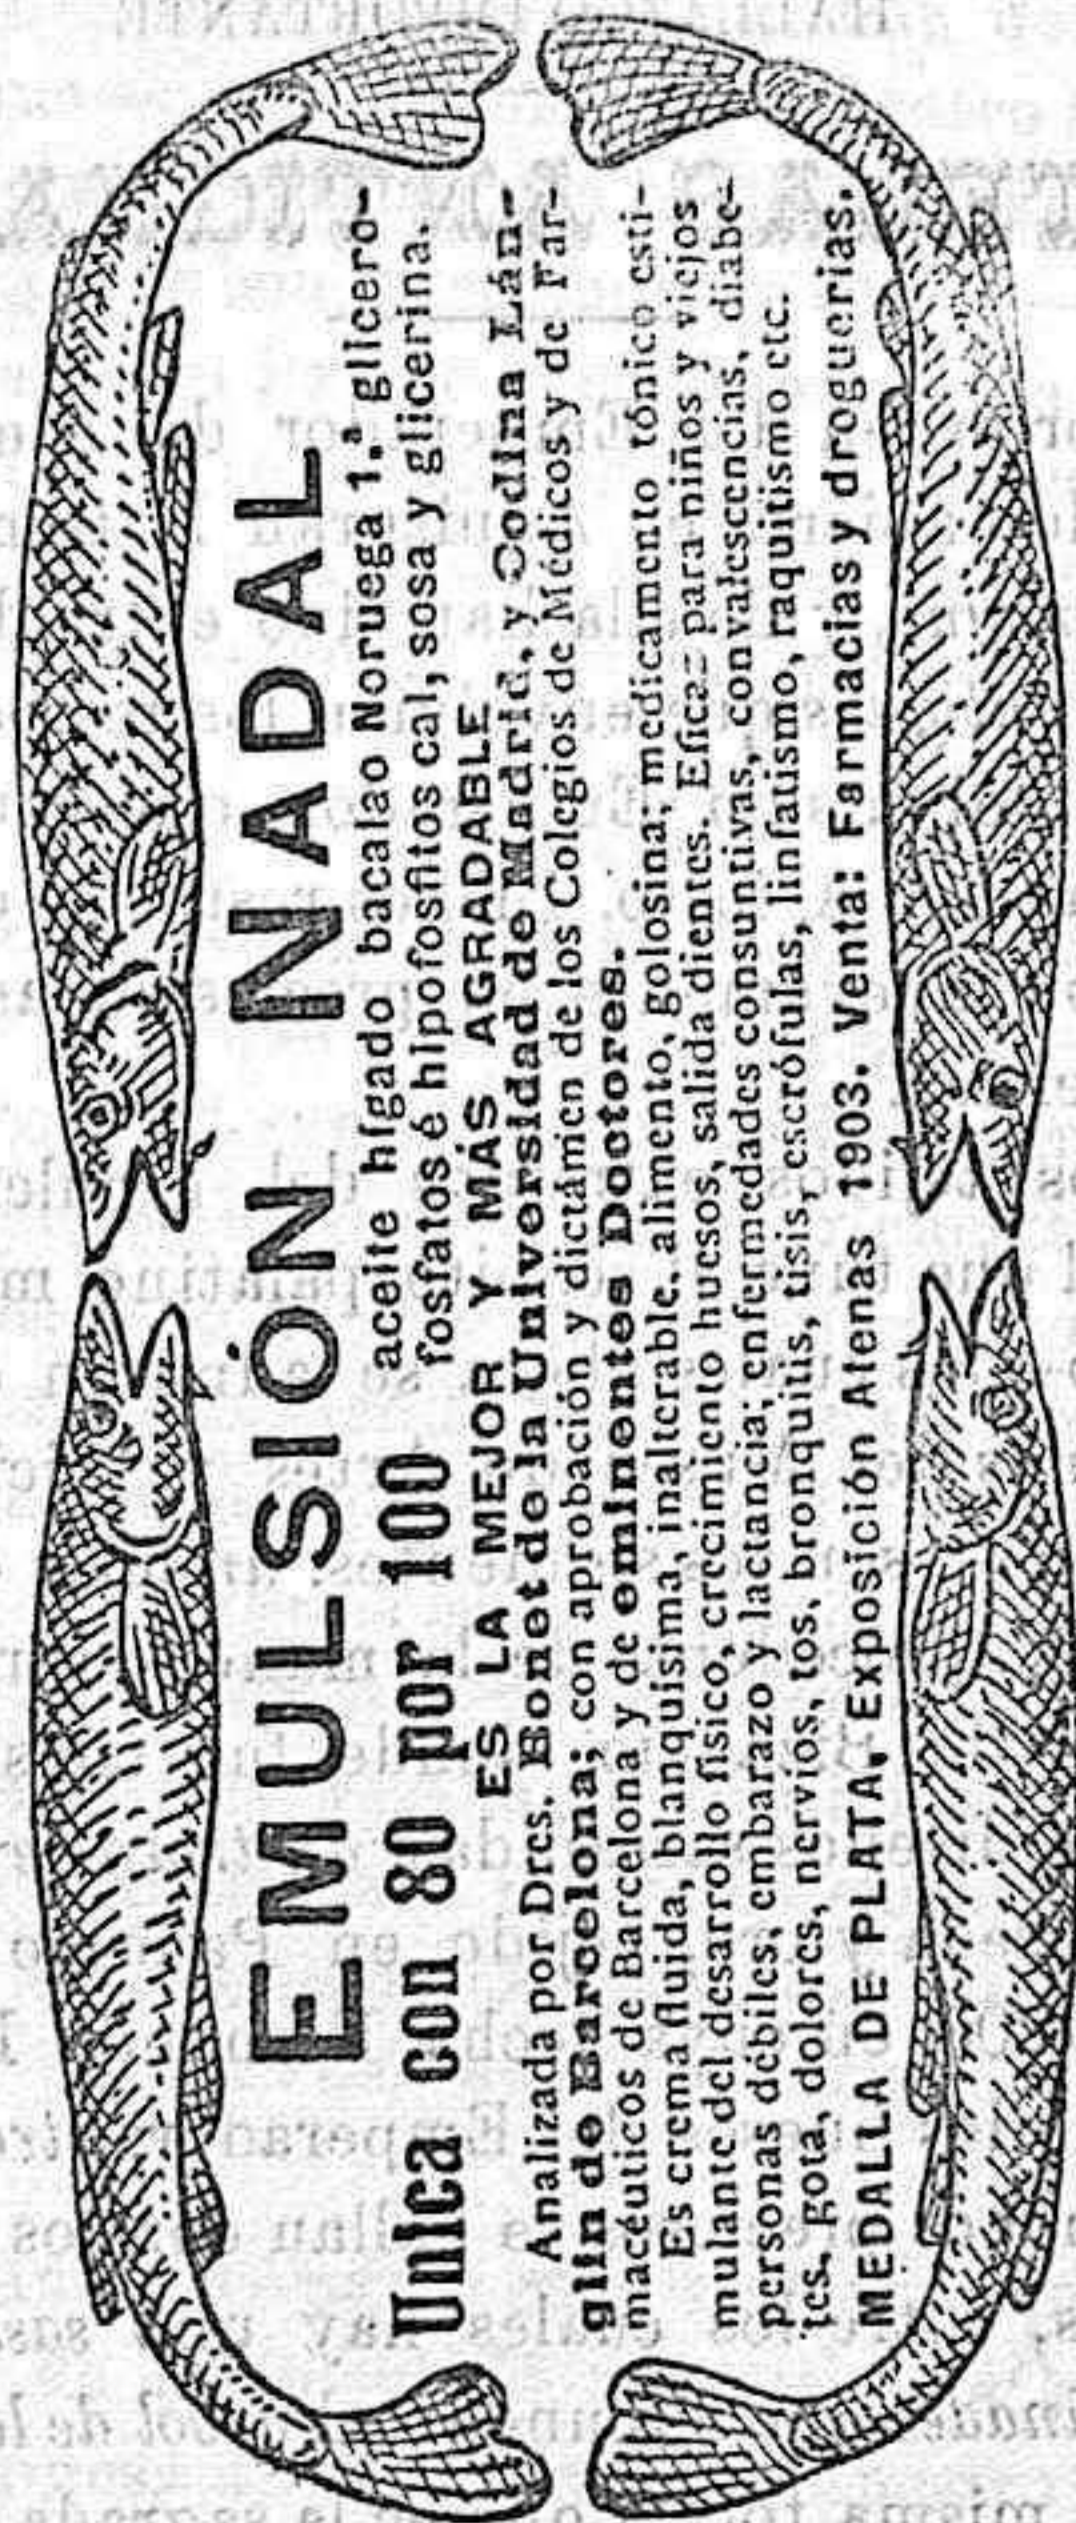 EMULSIÓN NADAL
Unica con 80 por 100 aceite hígado bacalao Noruega 1.ª glicero-
fosfatos é hipofosfitos cal, sosa y glicerina.
ES LA MEJOR Y MÁS AGRADABLE
Analizada por Dres. Bonet de la Universidad de Madrid, y Codina Lán-
glin de Barcelona; con aprobación y dictámen de los Colegios de Médicos y de Far-
macéuticos de Barcelona y de eminentes Doctores.
Es crema fluida, blanquísima, inalterable, alimento, golosina; medicamento tónico esti-
mulante del desarrollo físico, crecimiento huesos, salida dientes. Eficaz para niños y viejos
personas débiles, embarazo y lactancia; enfermedades consuntivas, convalescencias, diabe-
tes, gota, dolores, nervios, tos, bronquitis, tisis, escrófulas, linfatismo, raquitismo etc.
MEDALLA DE PLATA, Exposición Atenas 1903. Venta: Farmacias y droguerias.